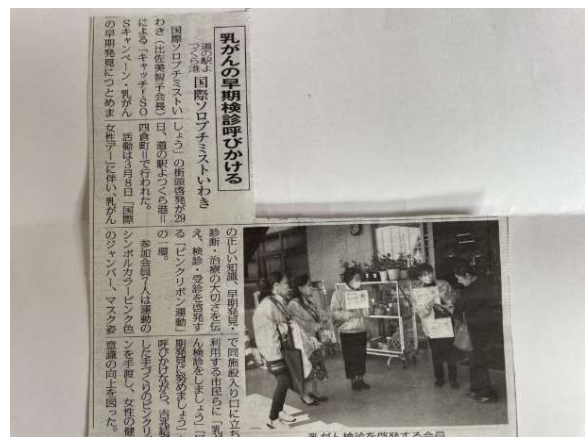 乳がんの早期検診呼びかける
道の駅よつくら港
国際ソロプチミストいわき
国際ソロプチミストい
わき（比佐美智子会長）
による「キャッチ！ＳＯ
Ｓキャンペーン・乳がん
の早期発見につとめま
しょう」の街頭啓発が29
日、道の駅よつくら港＝
四倉町＝で行われた。
活動は３月８日「国際
女性デー」に伴い、乳がん
の正しい知識、早期発見・
診断・治療の大切さを伝
え、検診・受診を啓発す
る「ピンクリボン運動」
の一環。
参加会員７人は運動の
シンボルカラーピンク色
のジャンパー、マスク姿
で同施設入り口に立ち
利用する市民らに「乳
ん検診をしましょう」「
期発見に努めましょう」
呼びかけながら、
した手づくりのピンクリ
ンを手渡し、女性の健
意識の向上を図った。
乳がん検診を啓発する会員